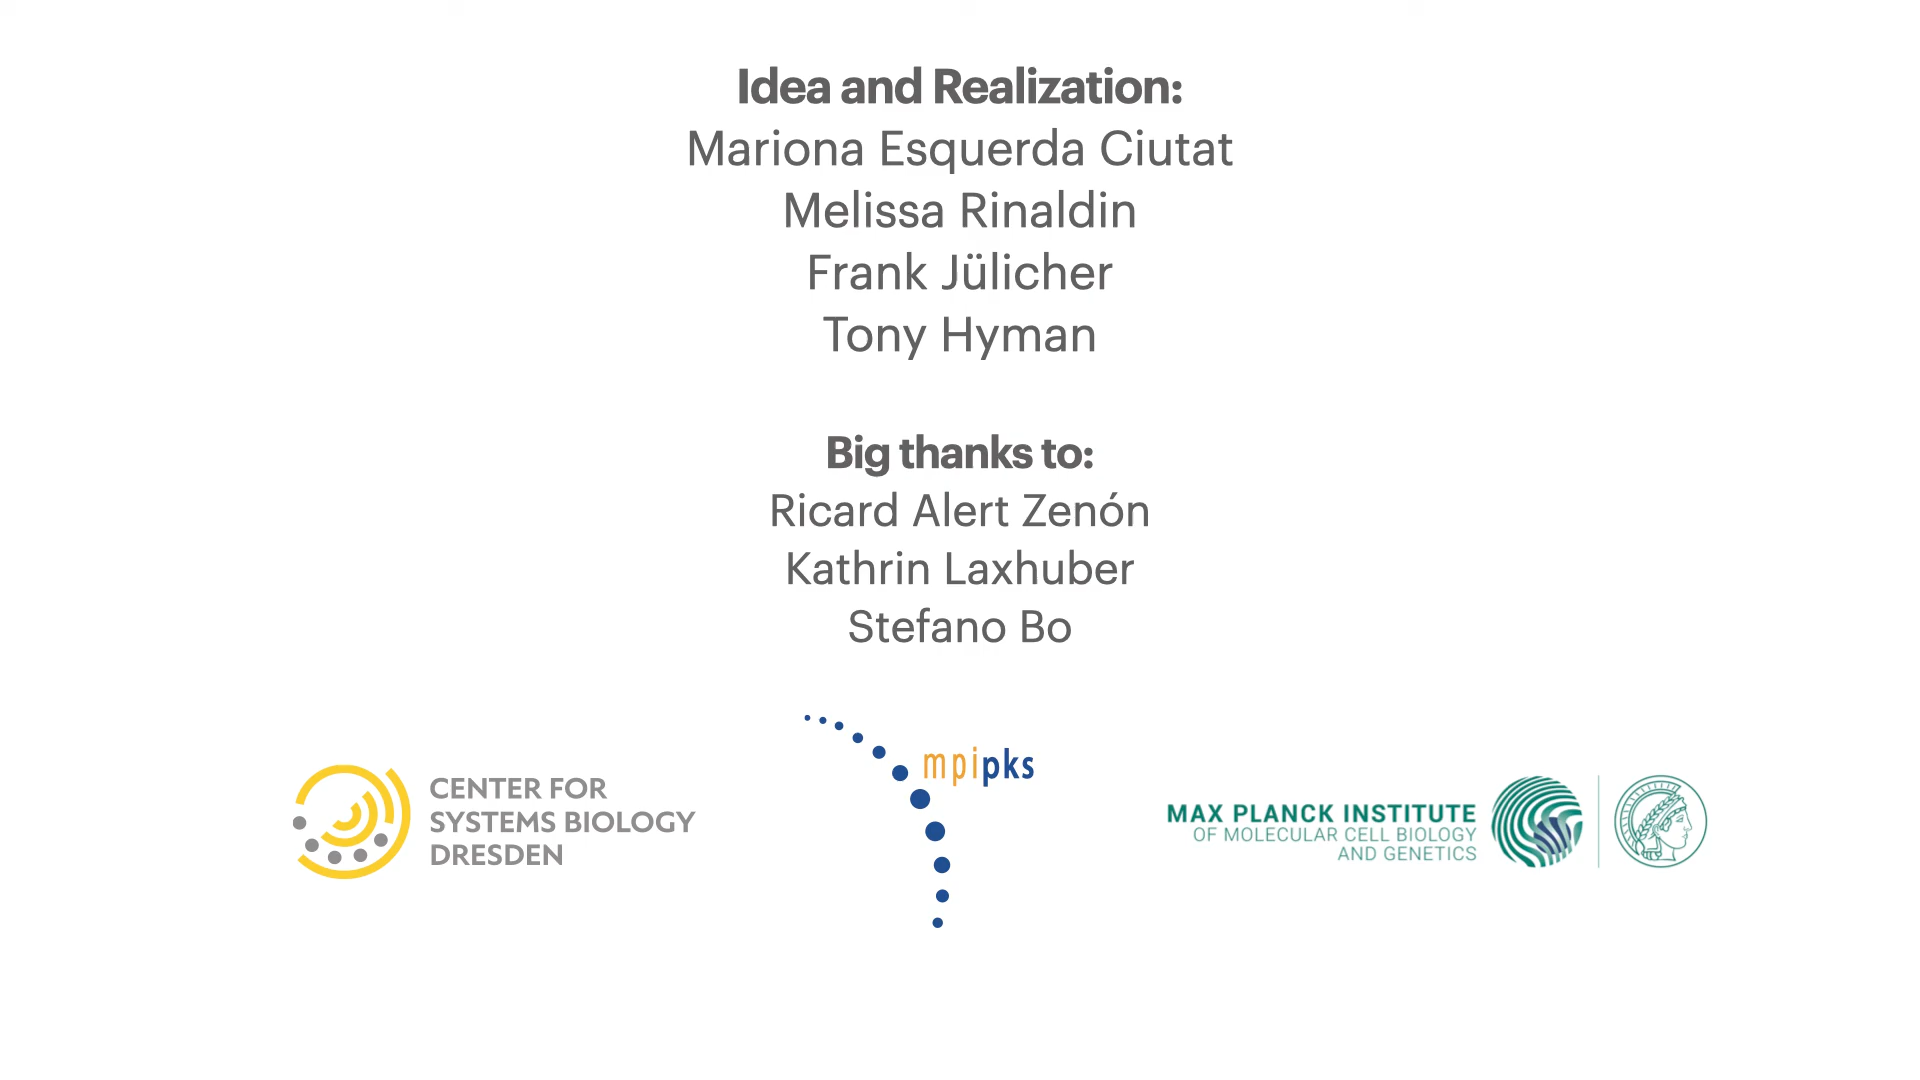 Idea and Realization:
Mariona Esquerda Ciutat
Melissa Rinaldin
Frank Jülicher
Tony Hyman
Big thanks to:
Ricard Alert Zenón
Kathrin Laxhuber
Stefano Bo
CENTER FOR
SYSTEMS BIOLOGY
DRESDEN
mpipks
MAX PLANCK INSTITUTE
OF MOLECULAR CELL BIOLOGY
AND GENETICS